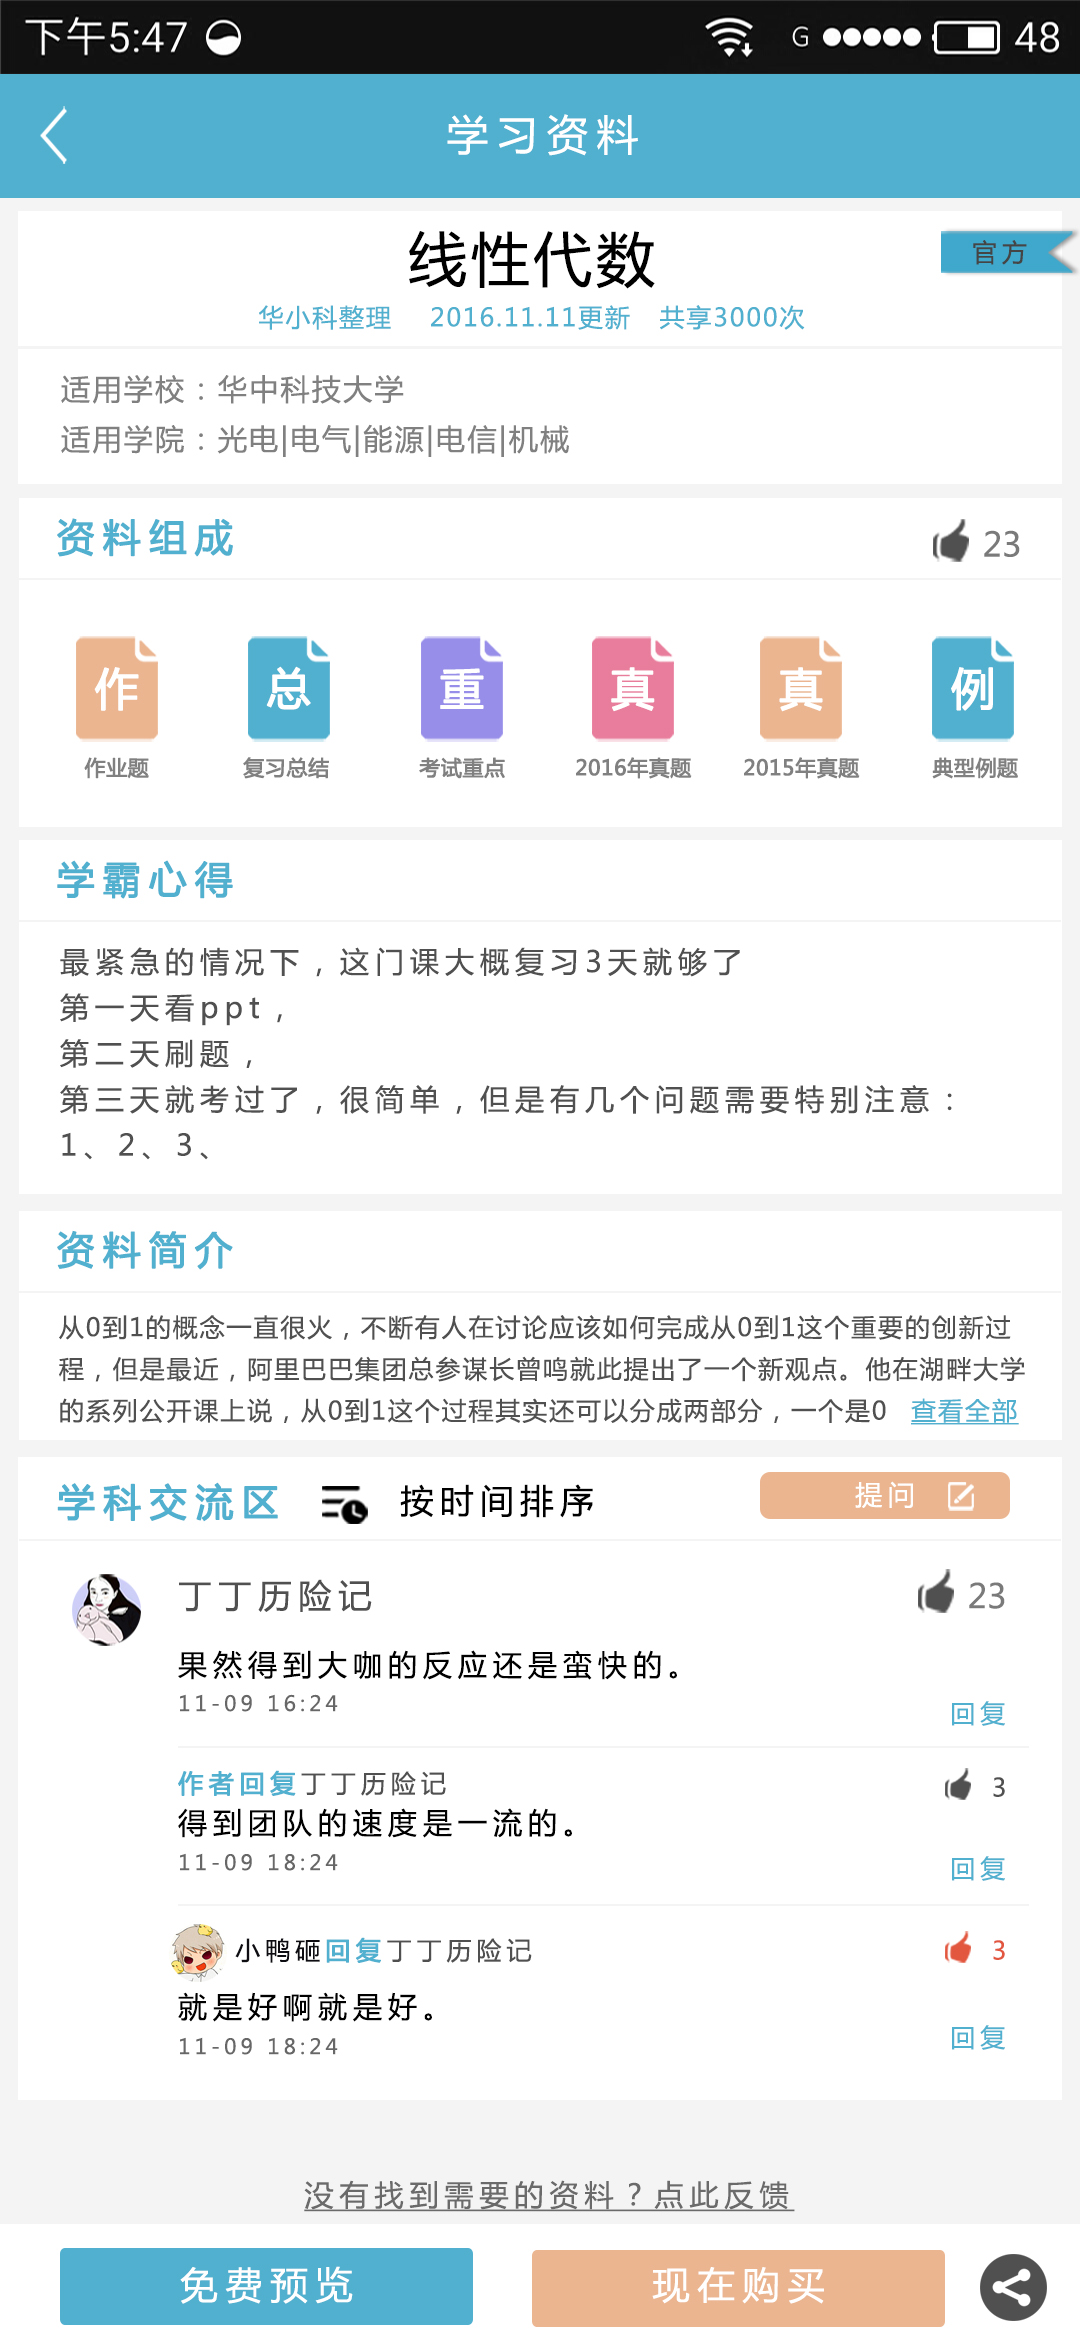 下午5:47 G 48
学习资料
线性代数
官方
华小科整理 2016.11.11更新 共享3000次
适用学校：华中科技大学
适用学院：光电|电气|能源|电信|机械
资料组成 23
作 总 重 真 真 例
作业题 复习总结 考试重点 2016年真题 2015年真题 典型例题
学霸心得
最紧急的情况下，这门课大概复习3天就够了
第一天看ppt，
第二天刷题，
第三天就考过了，很简单，但是有几个问题需要特别注意：
1、2、3、
资料简介
从0到1的概念一直很火，不断有人在讨论应该如何完成从0到1这个重要的创新过
程，但是最近，阿里巴巴集团总参谋长曾鸣就此提出了一个新观点。他在湖畔大学
的系列公开课上说，从0到1这个过程其实还可以分成两部分，一个是0 查看全部
学科交流区 按时间排序 提问
丁丁历险记 23
果然得到大咖的反应还是蛮快的。
11-09 16:24
回复
作者回复丁丁历险记 3
得到团队的速度是一流的。
11-09 18:24
回复
小鸭砸回复丁丁历险记 3
就是好啊就是好。
11-09 18:24
回复
没有找到需要的资料？点此反馈
免费预览 现在购买